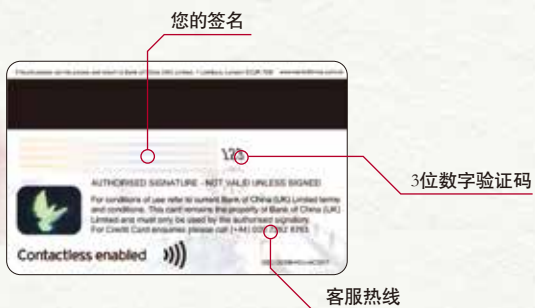 您的签名
123
3位数字验证码
AUTHORISED SIGNATURE - NOT VALID UNLESS SIGNED
For conditions of use refer to current Bank of China (UK) Limited terms
and conditions. This card remains the property of Bank of China (UK)
Limited and must only be used by the authorised signatory.
For Credit Card enquiries please call (+44)
Contactless enabled
客服热线